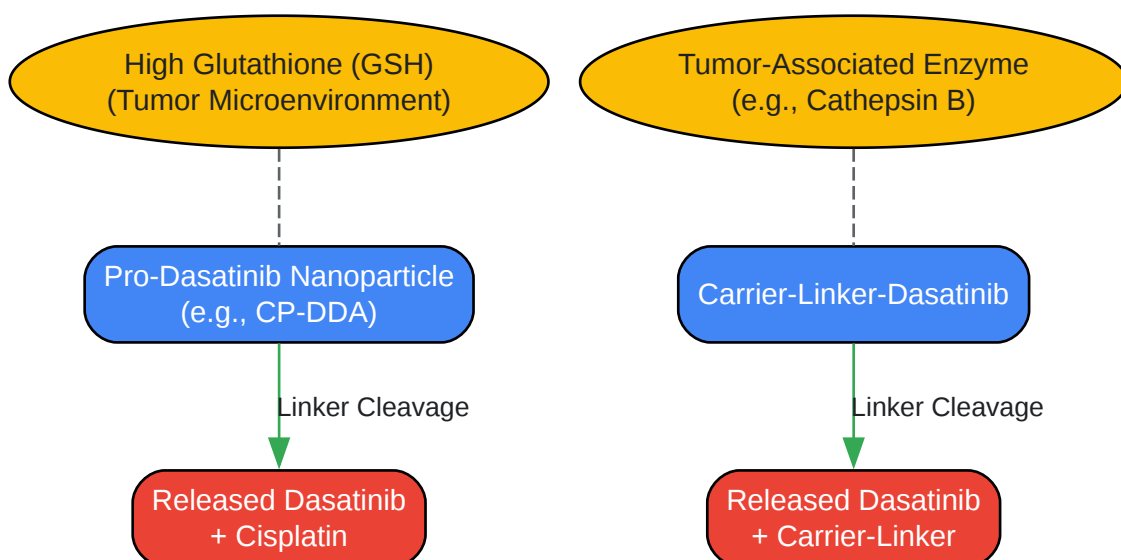 High Glutathione (GSH)
(Tumor Microenvironment)
Pro-Dasatinib Nanoparticle
(e.g., CP-DDA)
Linker Cleavage
Released Dasatinib
+ Cisplatin
Tumor-Associated Enzyme
(e.g., Cathepsin B)
Carrier-Linker-Dasatinib
Linker Cleavage
Released Dasatinib
+ Carrier-Linker